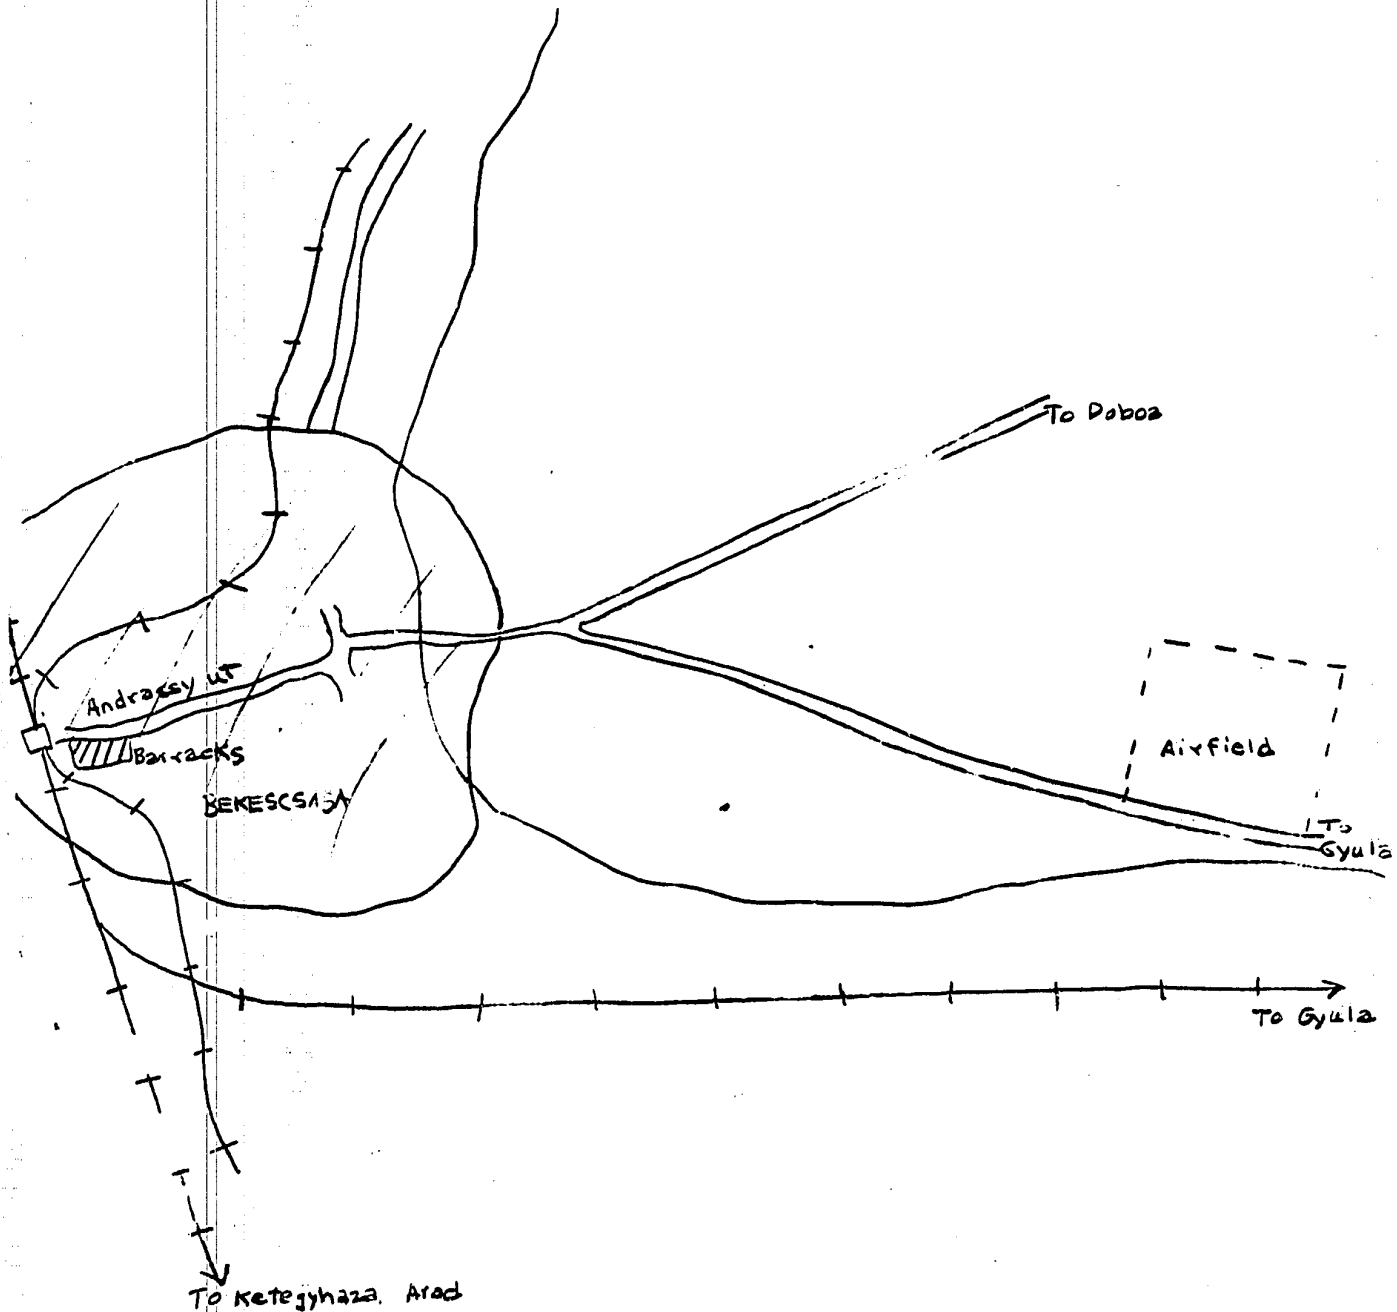 To Doboz
Andrassy ut
Airfield
Barracks
BEKESCSABA
To
Gyula
To Gyula
To Ketegyhaza, Arad